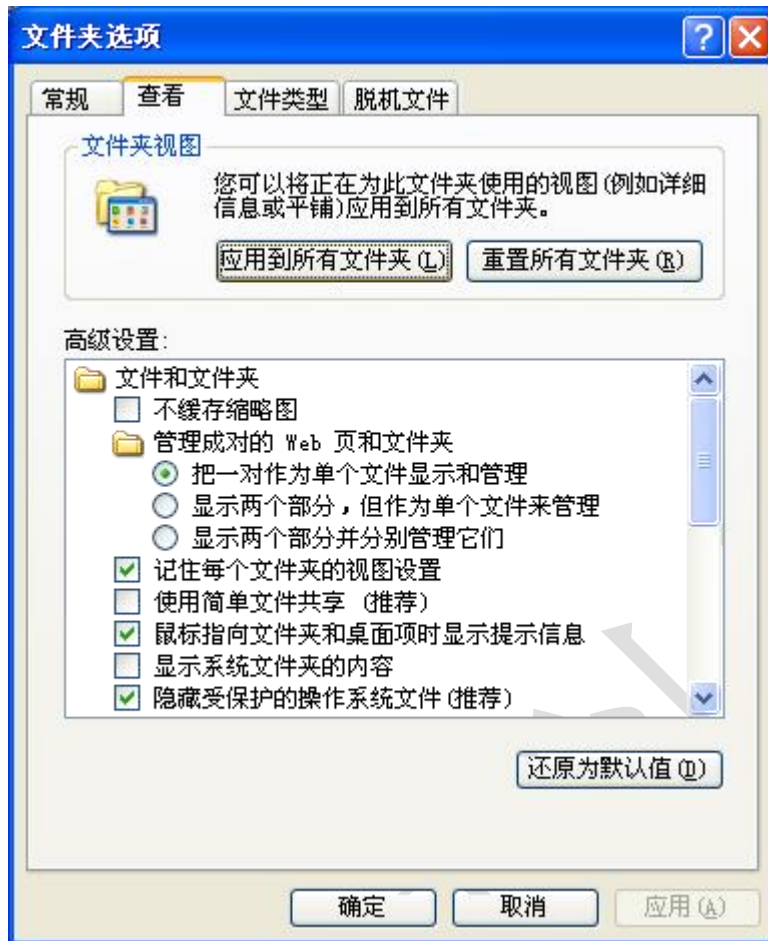 文件夹选项
常规 查看 文件类型 脱机文件
文件夹视图
您可以将正在为此文件夹使用的视图(例如详细
信息或平铺)应用到所有文件夹。
应用到所有文件夹(L) 重置所有文件夹(R)
高级设置:
文件和文件夹
不缓存缩略图
管理成对的 Web 页和文件夹
把一对作为单个文件显示和管理
显示两个部分，但作为单个文件来管理
显示两个部分并分别管理它们
记住每个文件夹的视图设置
使用简单文件共享 (推荐)
鼠标指向文件夹和桌面项时显示提示信息
显示系统文件夹的内容
隐藏受保护的操作系统文件(推荐)
还原为默认值(D)
确定 取消 应用(A)